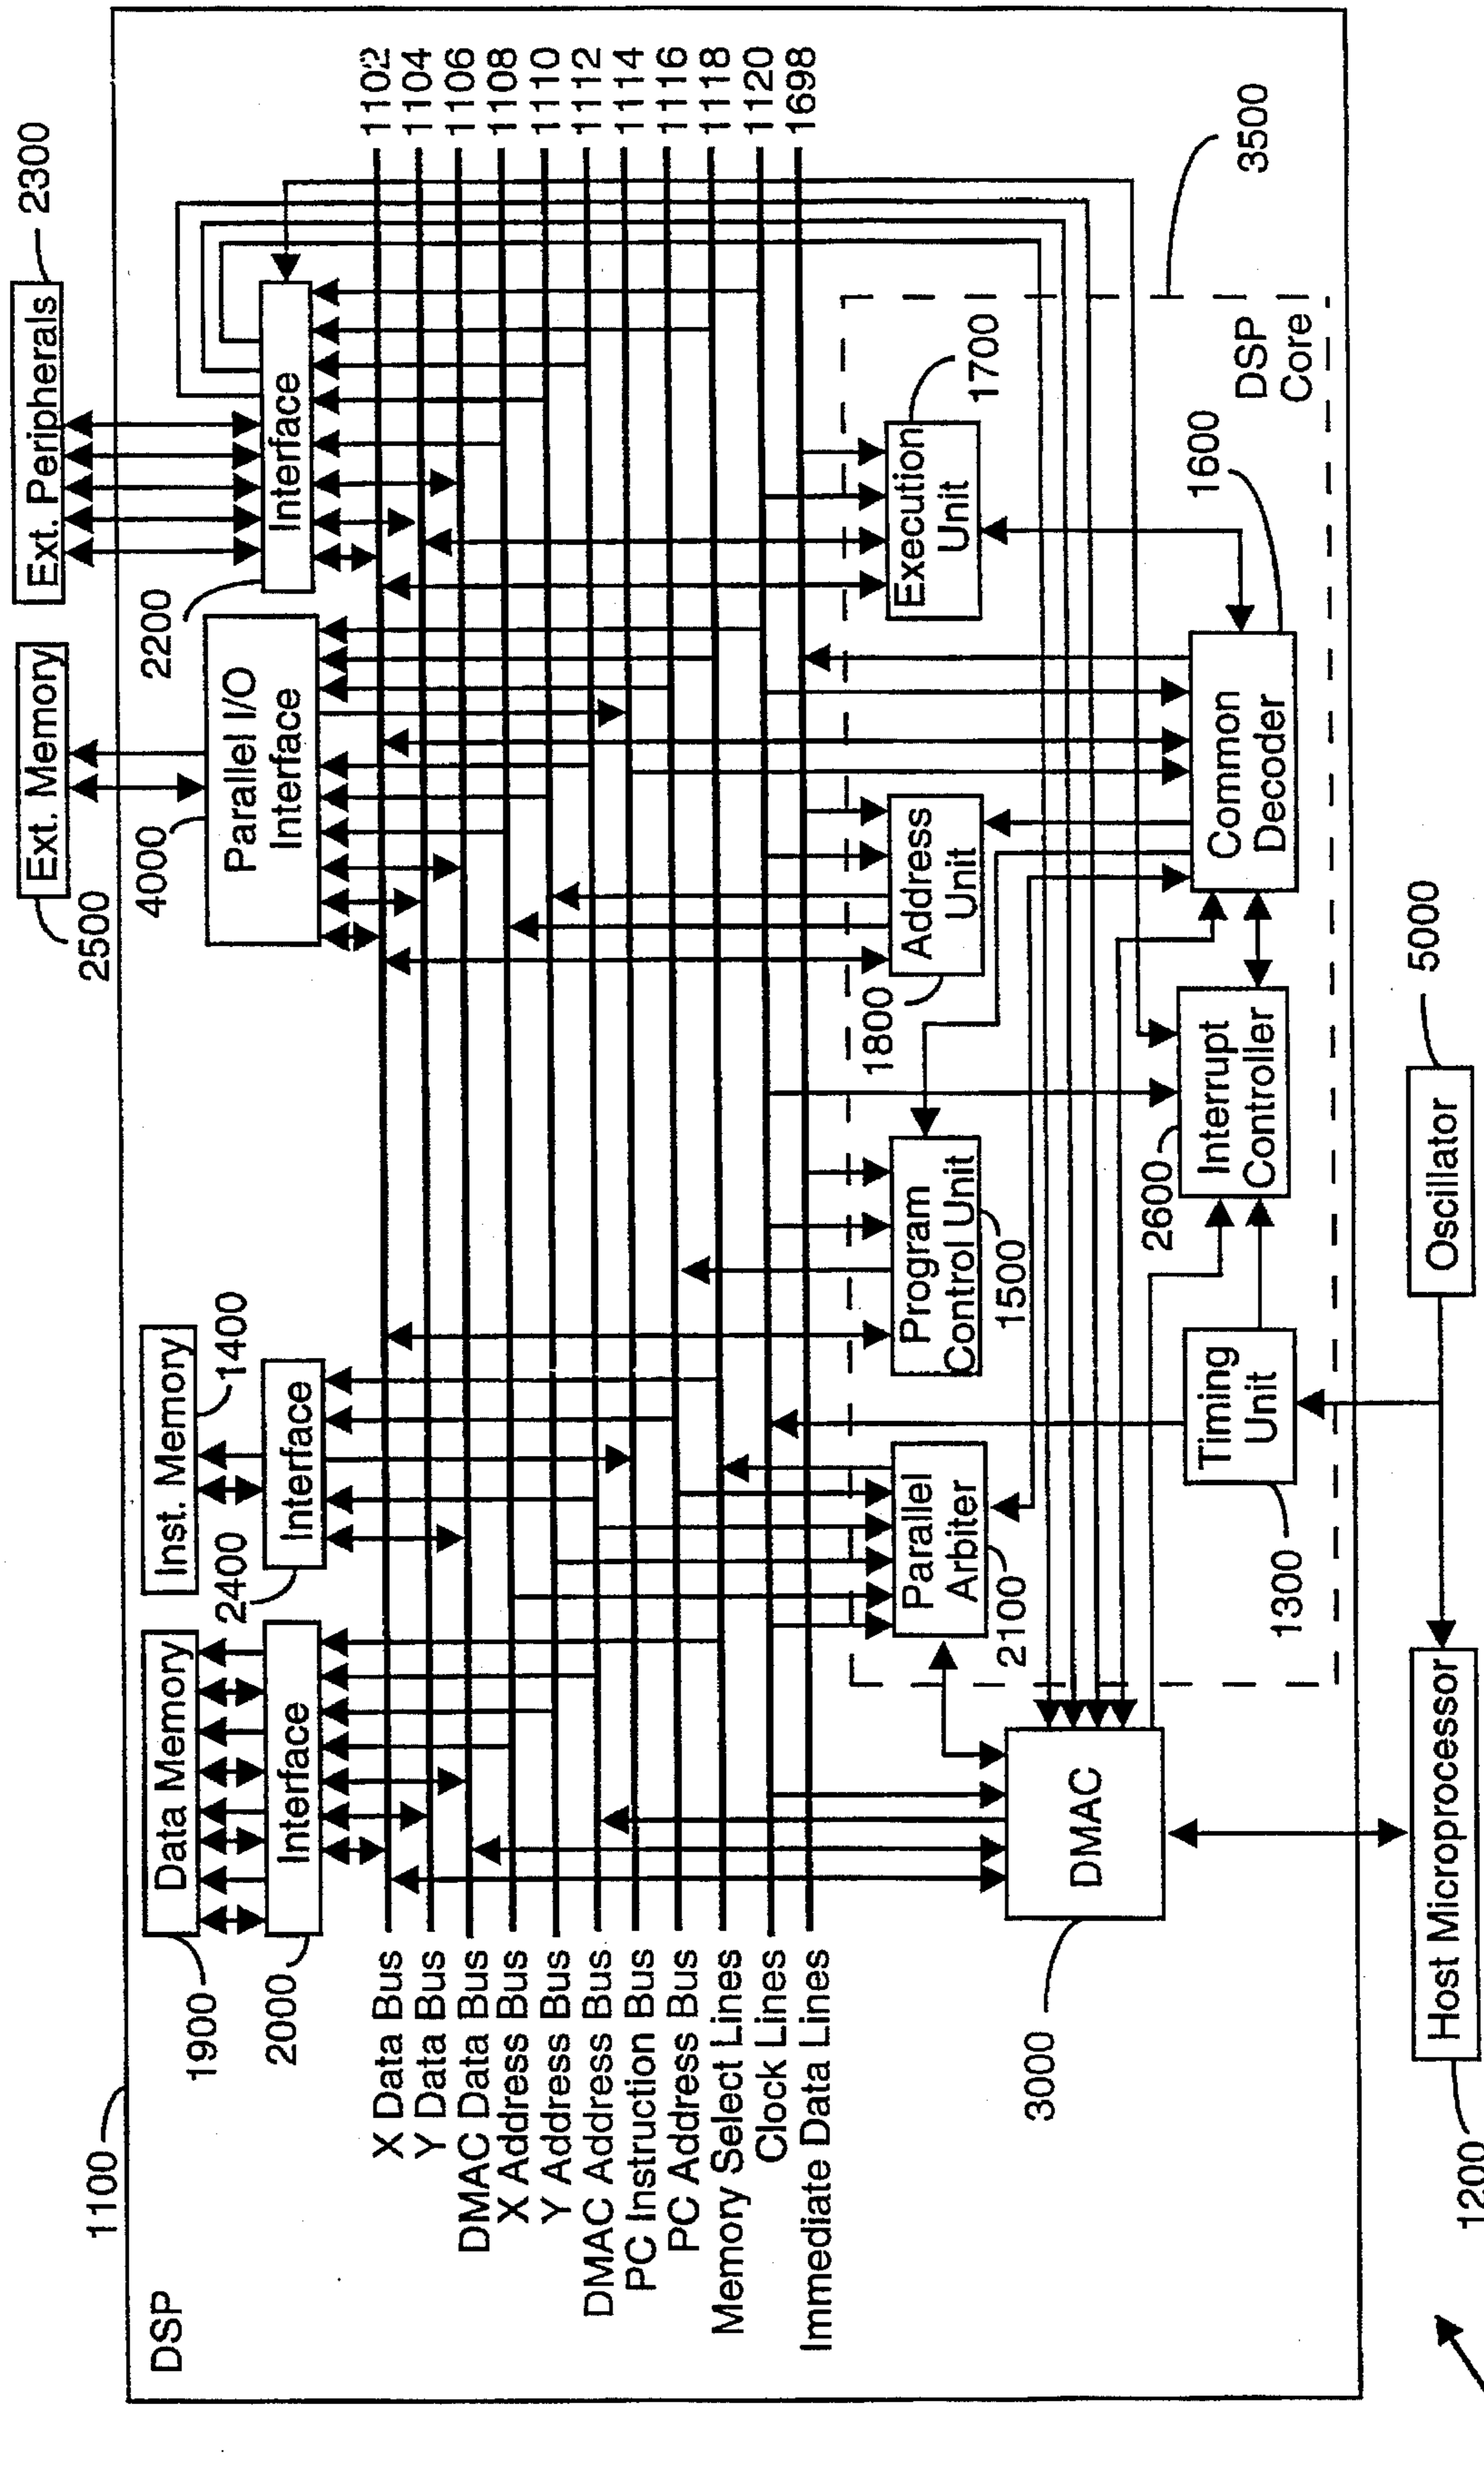 DSP
1100
1900
Data Memory
2000
Interface
Inst. Memory
1400
2400
Interface
2500
Ext. Memory
4000
Parallel I/O
Interface
Ext. Peripherals
2300
2200
Interface
X Data Bus
1102
Y Data Bus
1104
DMAC Data Bus
1106
X Address Bus
1108
Y Address Bus
1110
DMAC Address Bus
1112
PC Instruction Bus
1114
PC Address Bus
1116
Memory Select Lines
1118
Clock Lines
1120
Immediate Data Lines
1698
3000
DMAC
Parallel
Arbiter
2100
Program
Control Unit
1500
1800
Address
Unit
Execution
Unit
1700
1300
Timing
Unit
2600
Interrupt
Controller
Common
Decoder
1600
DSP
Core
3500
1200
Host Microprocessor
Oscillator
5000